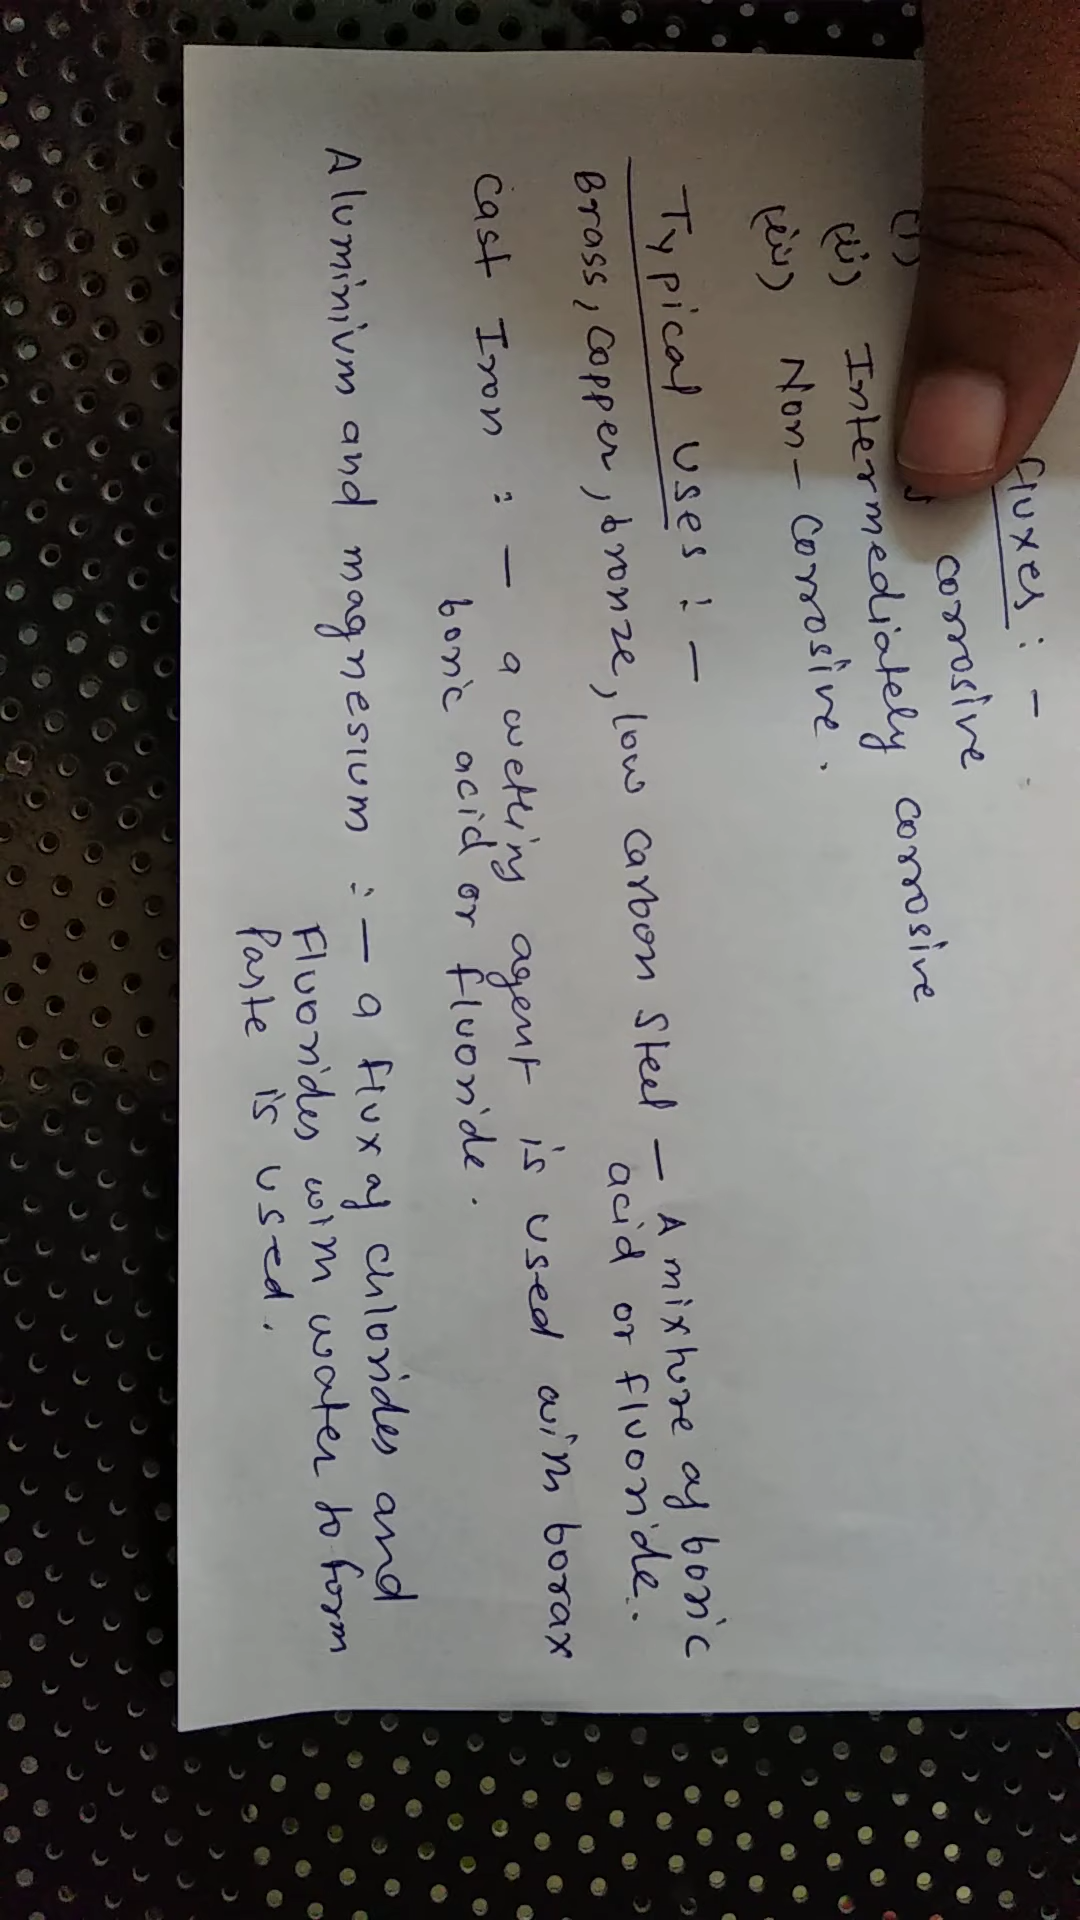 fluxes : -
corrosive
(ii) Intermediately corrosive
(iii) Non-Corrosive.
Typical uses : -
Brass, Copper, bronze, low carbon steel - A mixture of boric
acid or fluoride.
Cast Iron : - a wetting agent is used with borax
boric acid or fluoride.
Aluminium and magnesium : - a flux of chlorides and
Fluorides with water to form
Paste is used.